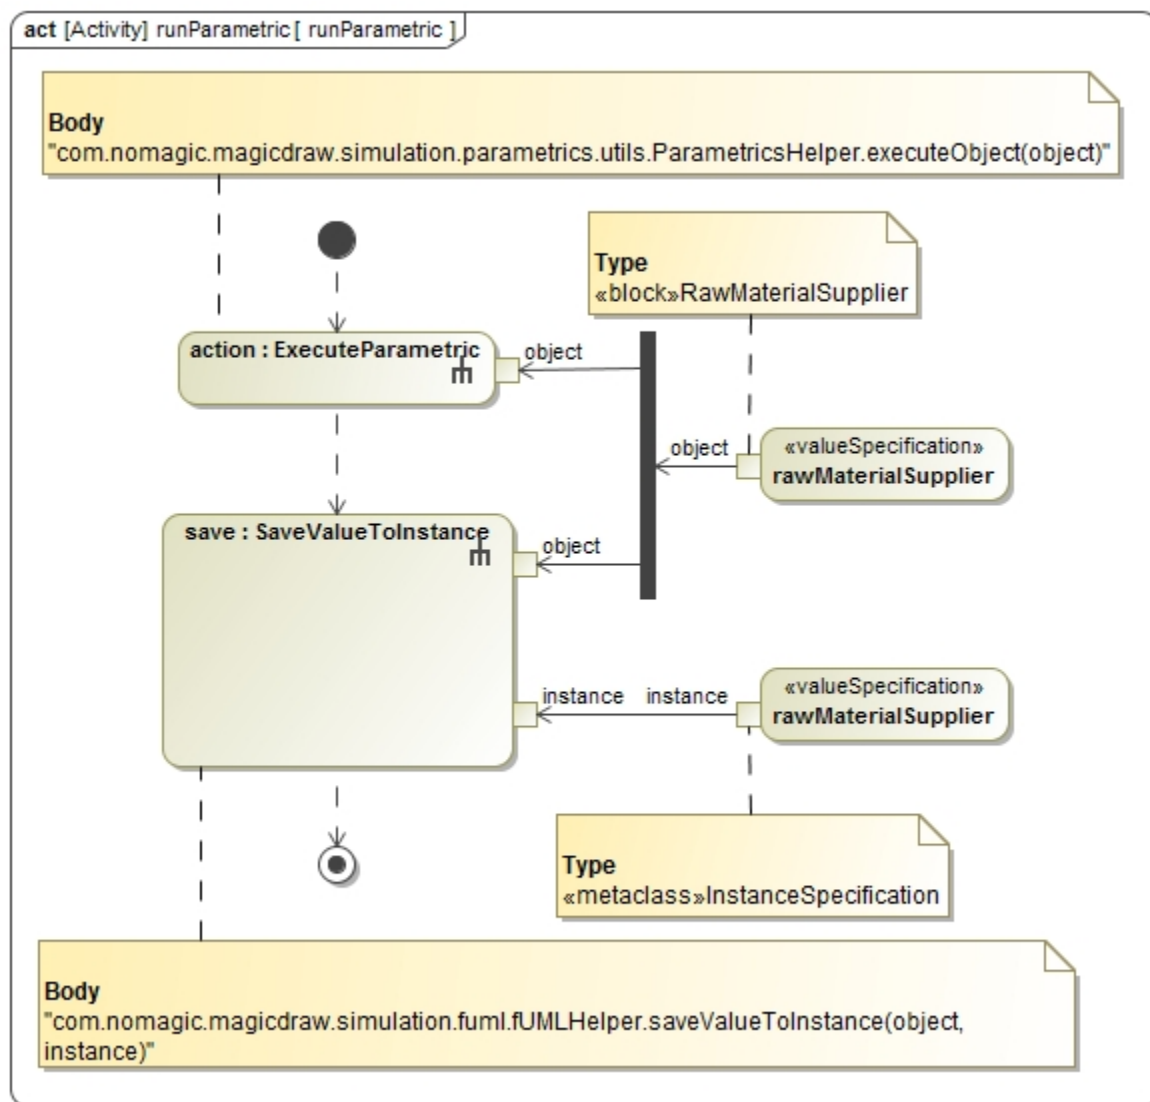 act [Activity] runParametric[ runParametric ]
Body
"com.nomagic.magicdraw.simulation.parametrics.utils.ParametricsHelper.executeObject(object)"
Type
«block»RawMaterialSupplier
action : ExecuteParametric
object
object
«valueSpecification»
rawMaterialSupplier
save : SaveValueToInstance
object
instance
instance
«valueSpecification»
rawMaterialSupplier
Type
«metaclass»InstanceSpecification
Body
"com.nomagic.magicdraw.simulation.fuml.fUMLHelper.saveValueToInstance(object,
instance)"